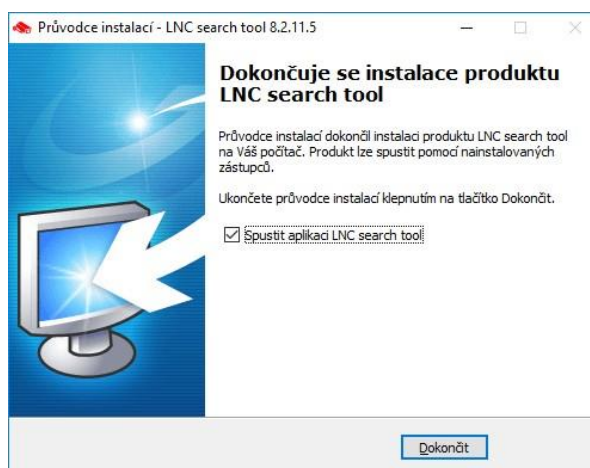 Průvodce instalací - LNC search tool 8.2.11.5
Dokončuje se instalace produktu
LNC search tool
Průvodce instalací dokončil instalaci produktu LNC search tool
na Váš počítač. Produkt lze spustit pomocí nainstalovaných
zástupců.
Ukončete průvodce instalací klepnutím na tlačítko Dokončit.
Spustit aplikaci LNC search tool
Dokončit